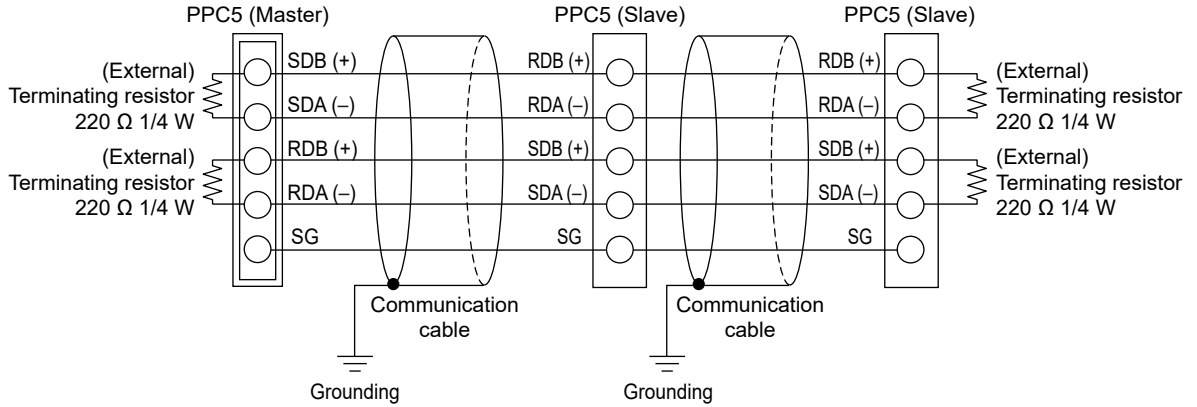 PPC5 (Master)
PPC5 (Slave)
PPC5 (Slave)
(External)
Terminating resistor
220 Ω 1/4 W
(External)
Terminating resistor
220 Ω 1/4 W
SDB (+)
SDA (–)
RDB (+)
RDA (–)
SG
RDB (+)
RDA (–)
SDB (+)
SDA (–)
SG
RDB (+)
RDA (–)
SDB (+)
SDA (–)
SG
(External)
Terminating resistor
220 Ω 1/4 W
(External)
Terminating resistor
220 Ω 1/4 W
Communication
cable
Communication
cable
Grounding
Grounding